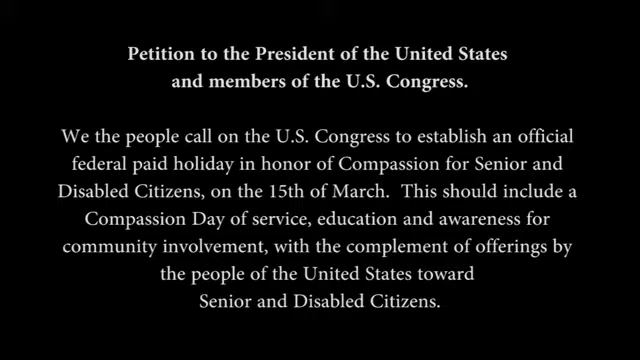 Petition to the President of the United States
and members of the U.S. Congress.
We the people call on the U.S. Congress to establish an official
federal paid holiday in honor of Compassion for Senior and
Disabled Citizens, on the 15th of March.  This should include a
Compassion Day of service, education and awareness for
community involvement, with the complement of offerings by
the people of the United States toward
Senior and Disabled Citizens.